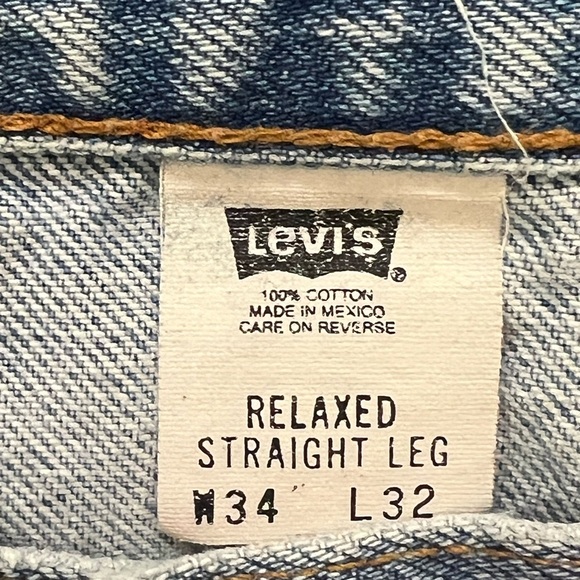 Levi's
100% COTTON
MADE IN MEXICO
CARE ON REVERSE
RELAXED
STRAIGHT LEG
W34 L32